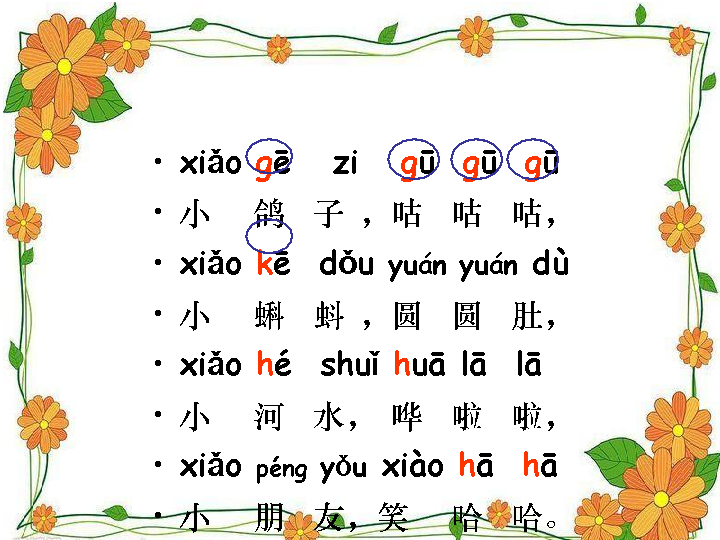 • xiǎo gē zi gū gū gū
• 小 鸽 子 ，咕 咕 咕，
• xiǎo kē dǒu yuán yuán dù
• 小 蝌 蚪 ，圆 圆 肚，
• xiǎo hé shuǐ huā lā lā
• 小 河 水， 哗 啦 啦，
• xiǎo péng yǒu xiào hā hā
• 小 朋 友，笑 哈 哈。